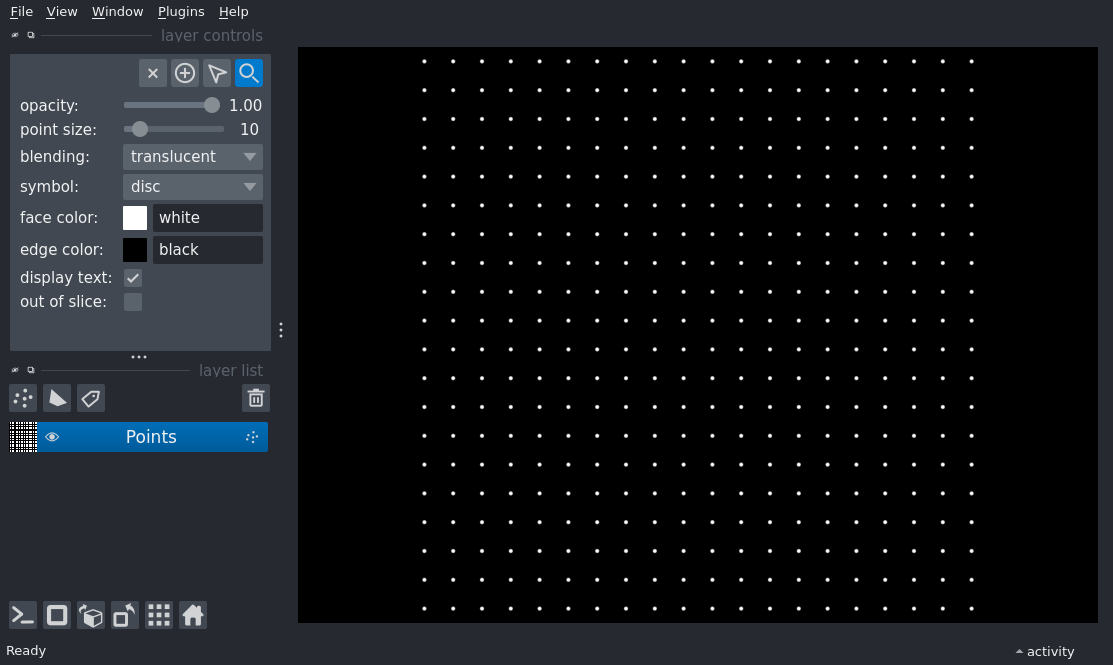 File View Window Plugins Help
layer controls
opacity: 1.00
point size: 10
blending: translucent
symbol: disc
face color: white
edge color: black
display text:
out of slice:
layer list
Points
Ready
activity